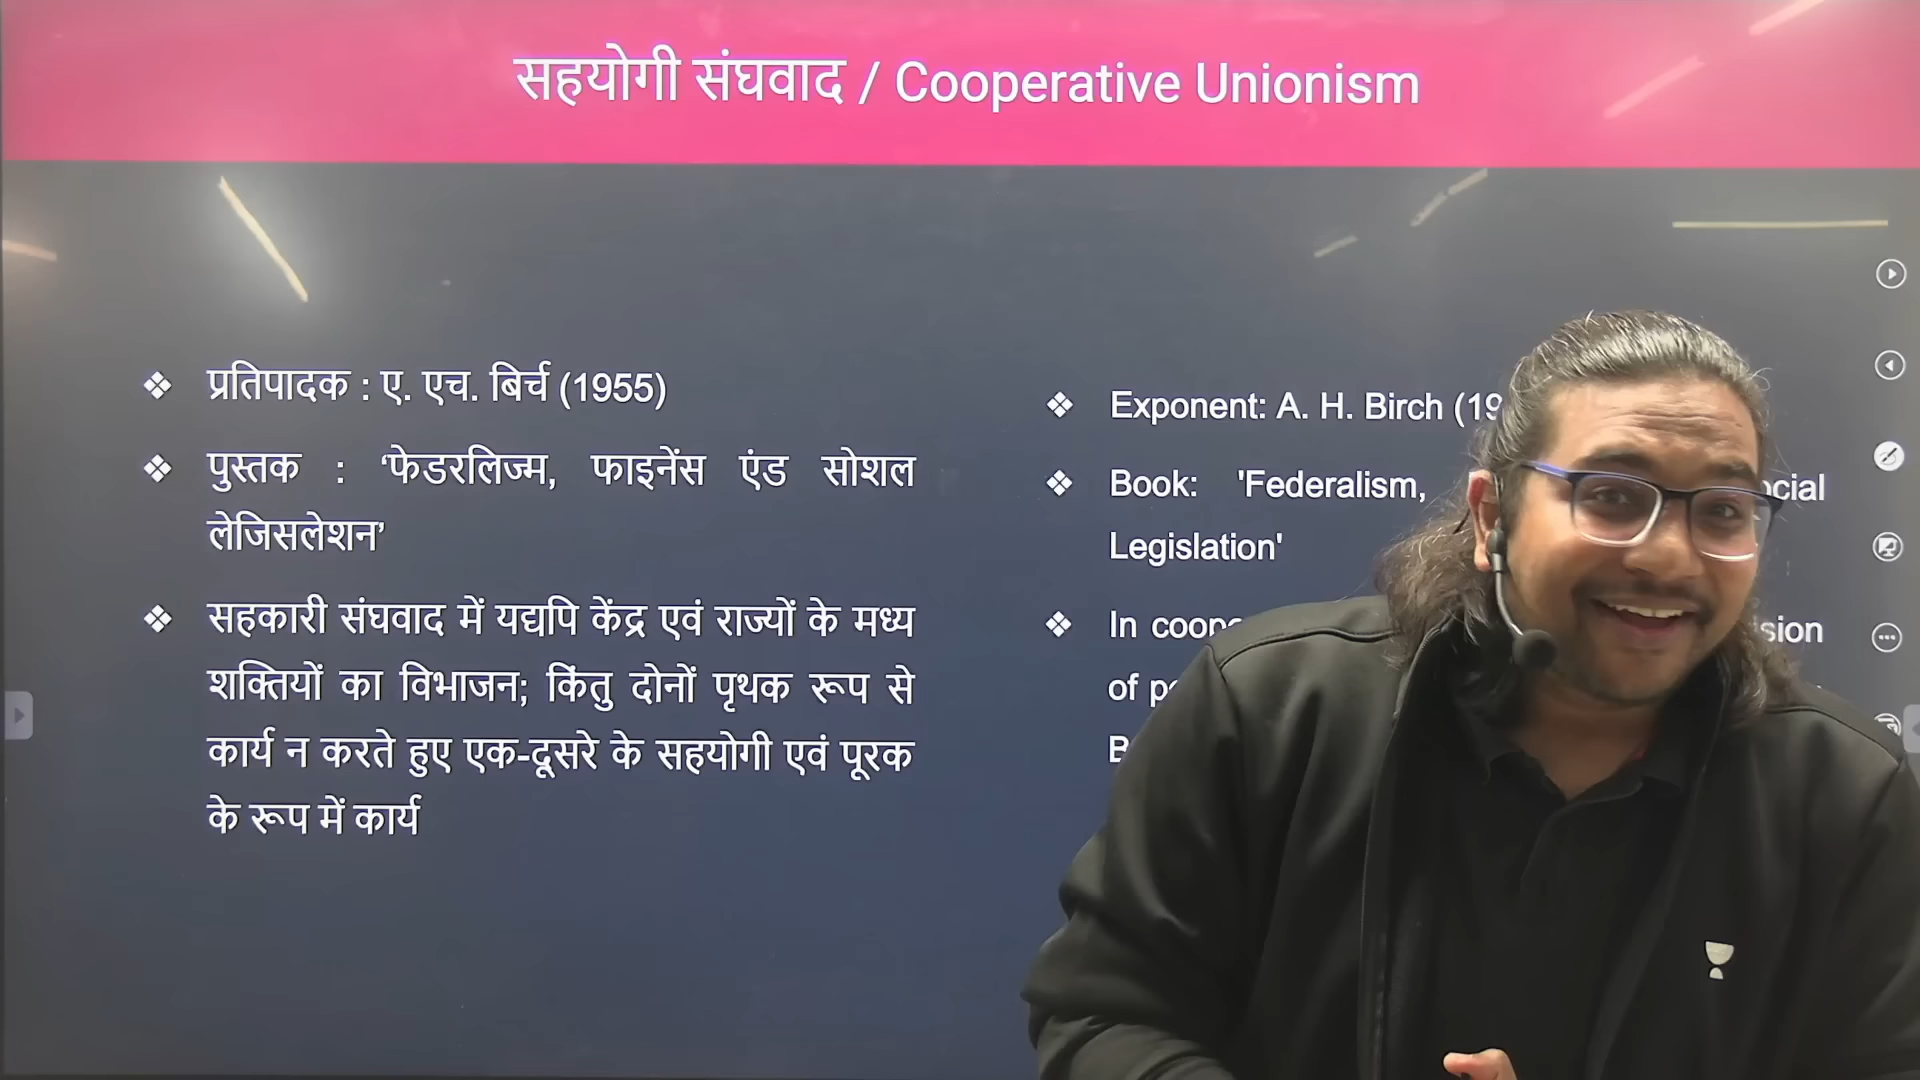 सहयोगी संघवाद / Cooperative Unionism
❖ प्रतिपादक : ए. एच. बिर्च (1955)
❖ पुस्तक : ‘फेडरलिज्म, फाइनेंस एंड सोशल
लेजिसलेशन’
❖ सहकारी संघवाद में यद्यपि केंद्र एवं राज्यों के मध्य
शक्तियों का विभाजन; किंतु दोनों पृथक रूप से
कार्य न करते हुए एक-दूसरे के सहयोगी एवं पूरक
के रूप में कार्य
❖ Exponent: A. H. Birch (19
❖ Book: 'Federalism,
Legislation'
❖ In
of